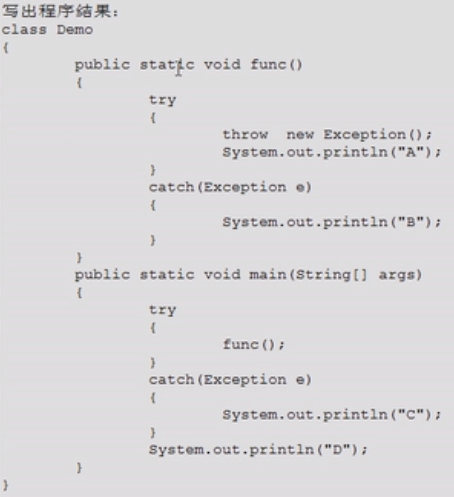 写出程序结果：
class Demo
{
public static void func()
{
try
{
throw  new Exception();
System.out.println("A");
}
catch(Exception e)
{
System.out.println("B");
}
}
public static void main(String[] args)
{
try
{
func();
}
catch(Exception e)
{
System.out.println("C");
}
System.out.println("D");
}
}